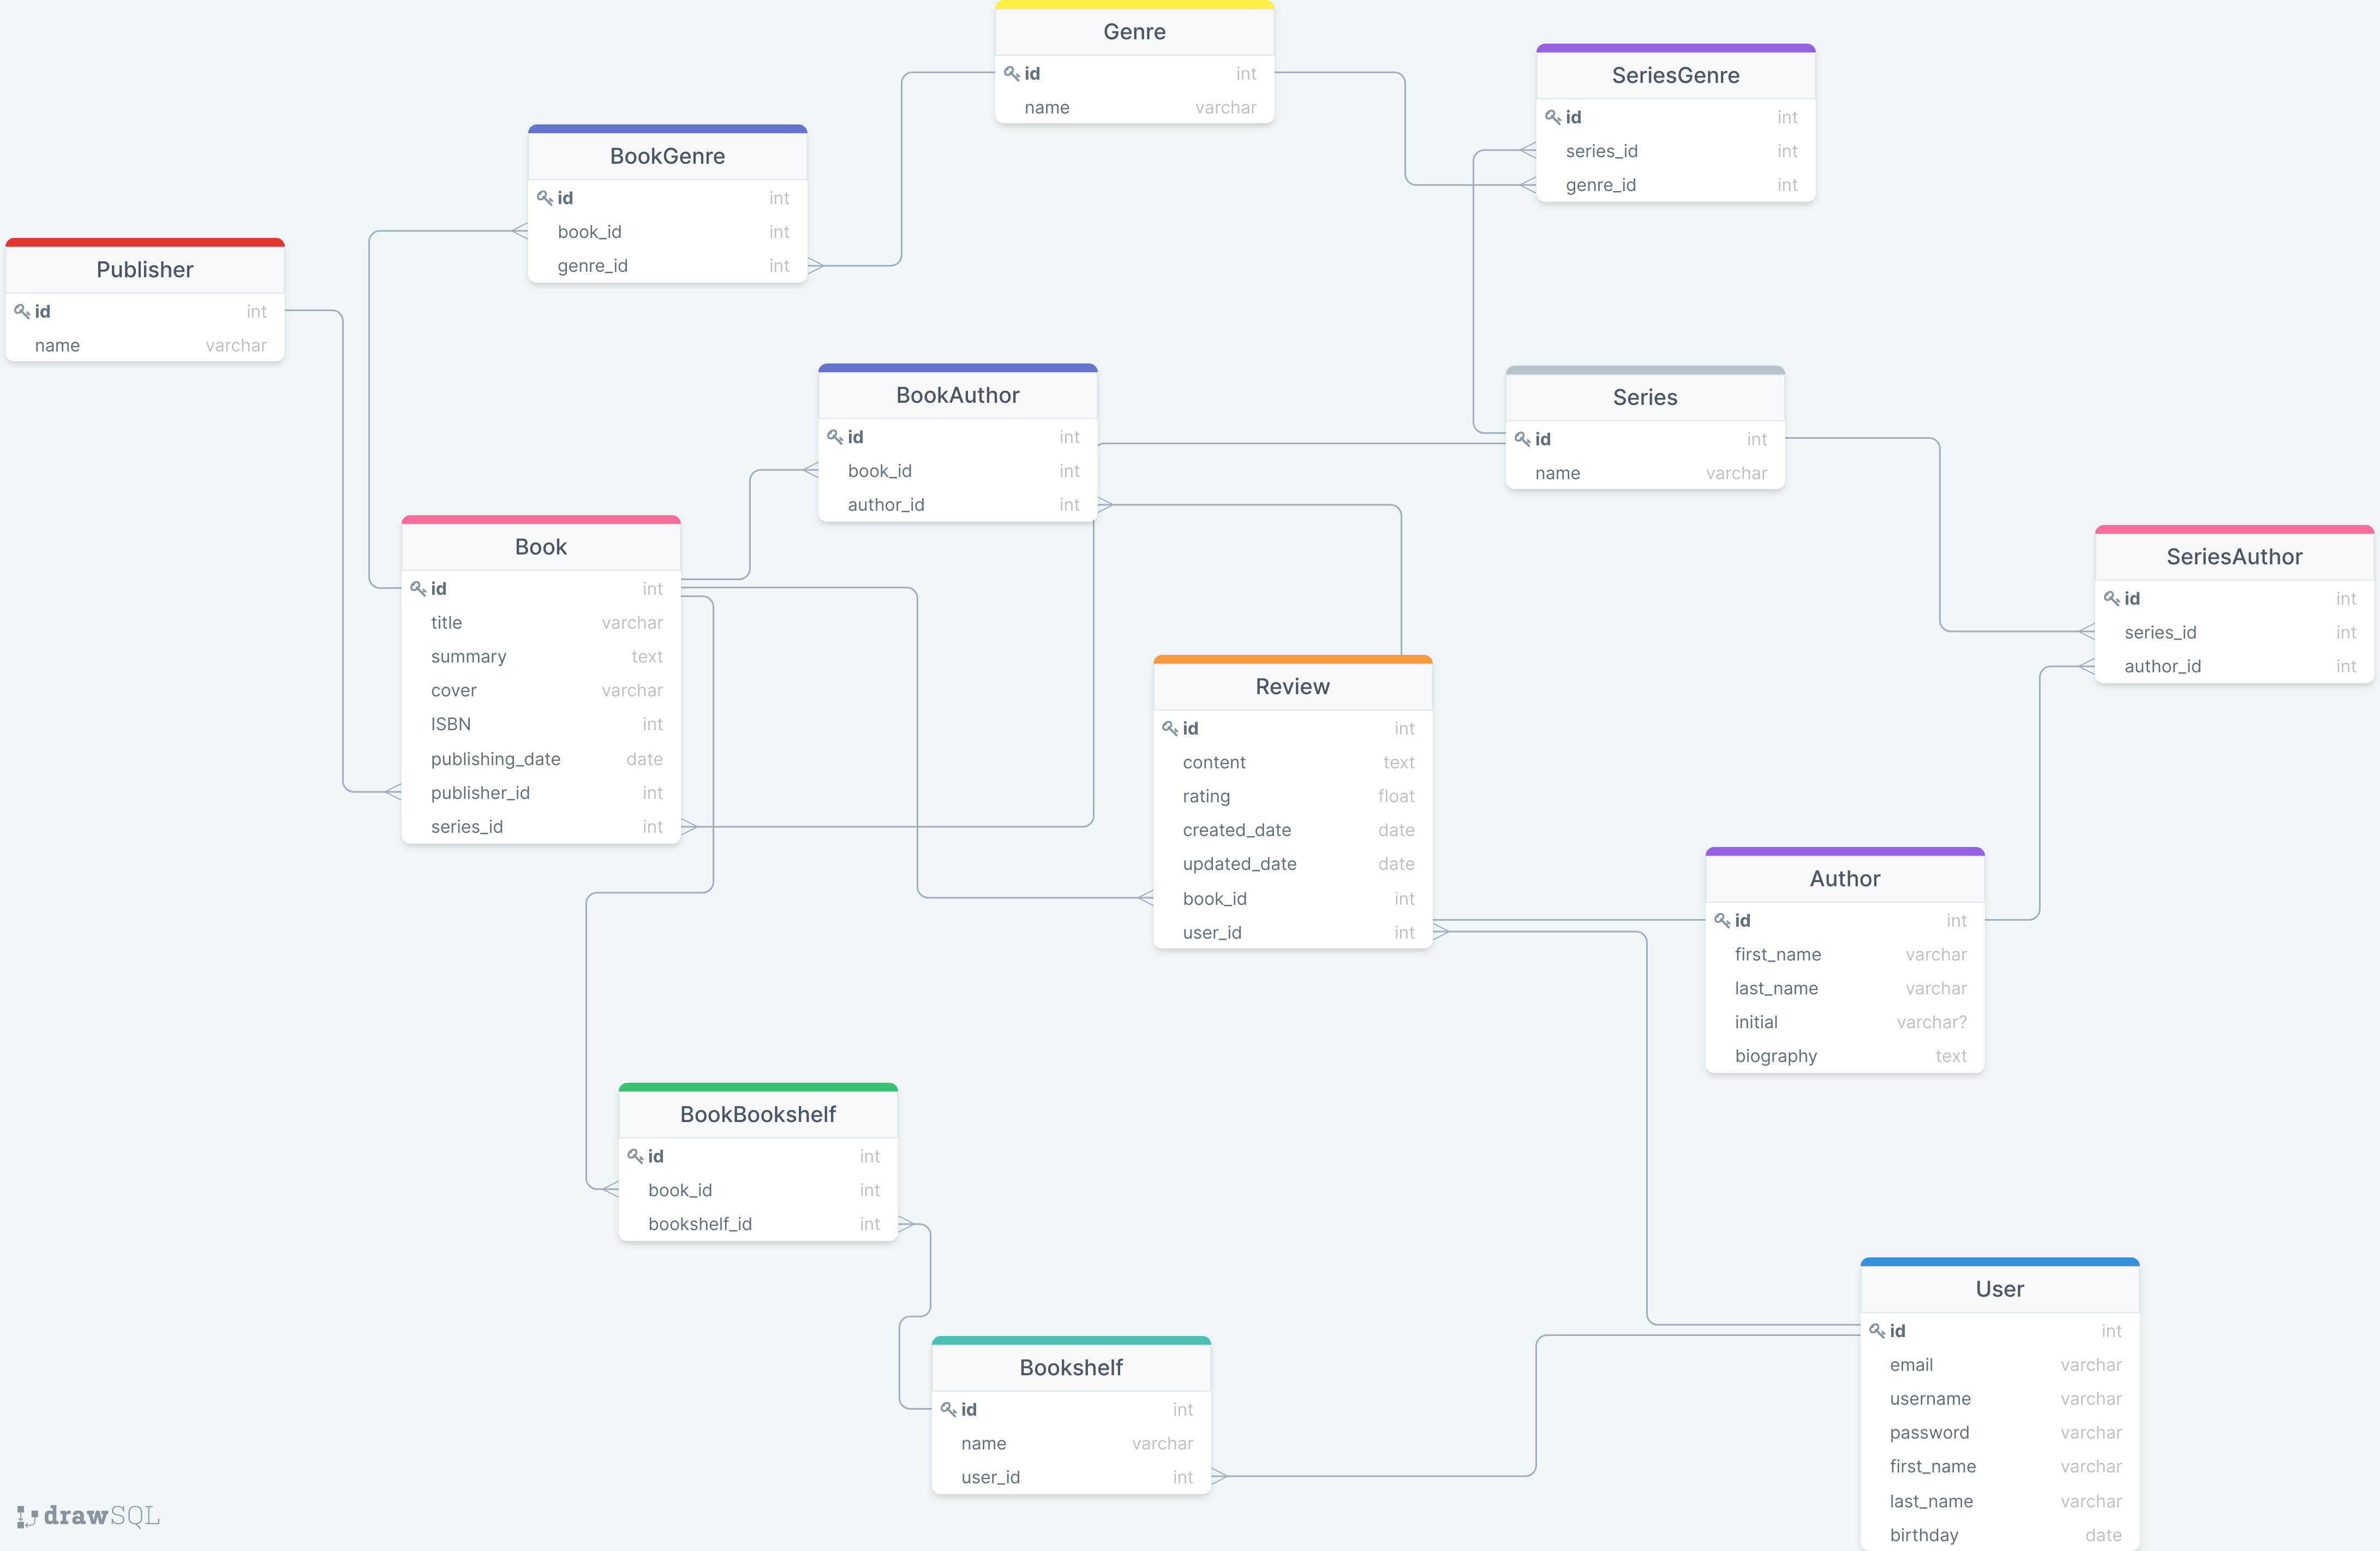 Genre
id int
name varchar
SeriesGenre
id int
series_id int
genre_id int
BookGenre
id int
book_id int
genre_id int
Publisher
id int
name varchar
BookAuthor
id int
book_id int
author_id int
Series
id int
name varchar
Book
id int
title varchar
summary text
cover varchar
ISBN int
publishing_date date
publisher_id int
series_id int
SeriesAuthor
id int
series_id int
author_id int
Review
id int
content text
rating float
created_date date
updated_date date
book_id int
user_id int
Author
id int
first_name varchar
last_name varchar
initial varchar?
biography text
BookBookshelf
id int
book_id int
bookshelf_id int
User
id int
email varchar
username varchar
password varchar
first_name varchar
last_name varchar
birthday date
Bookshelf
id int
name varchar
user_id int
drawSQL